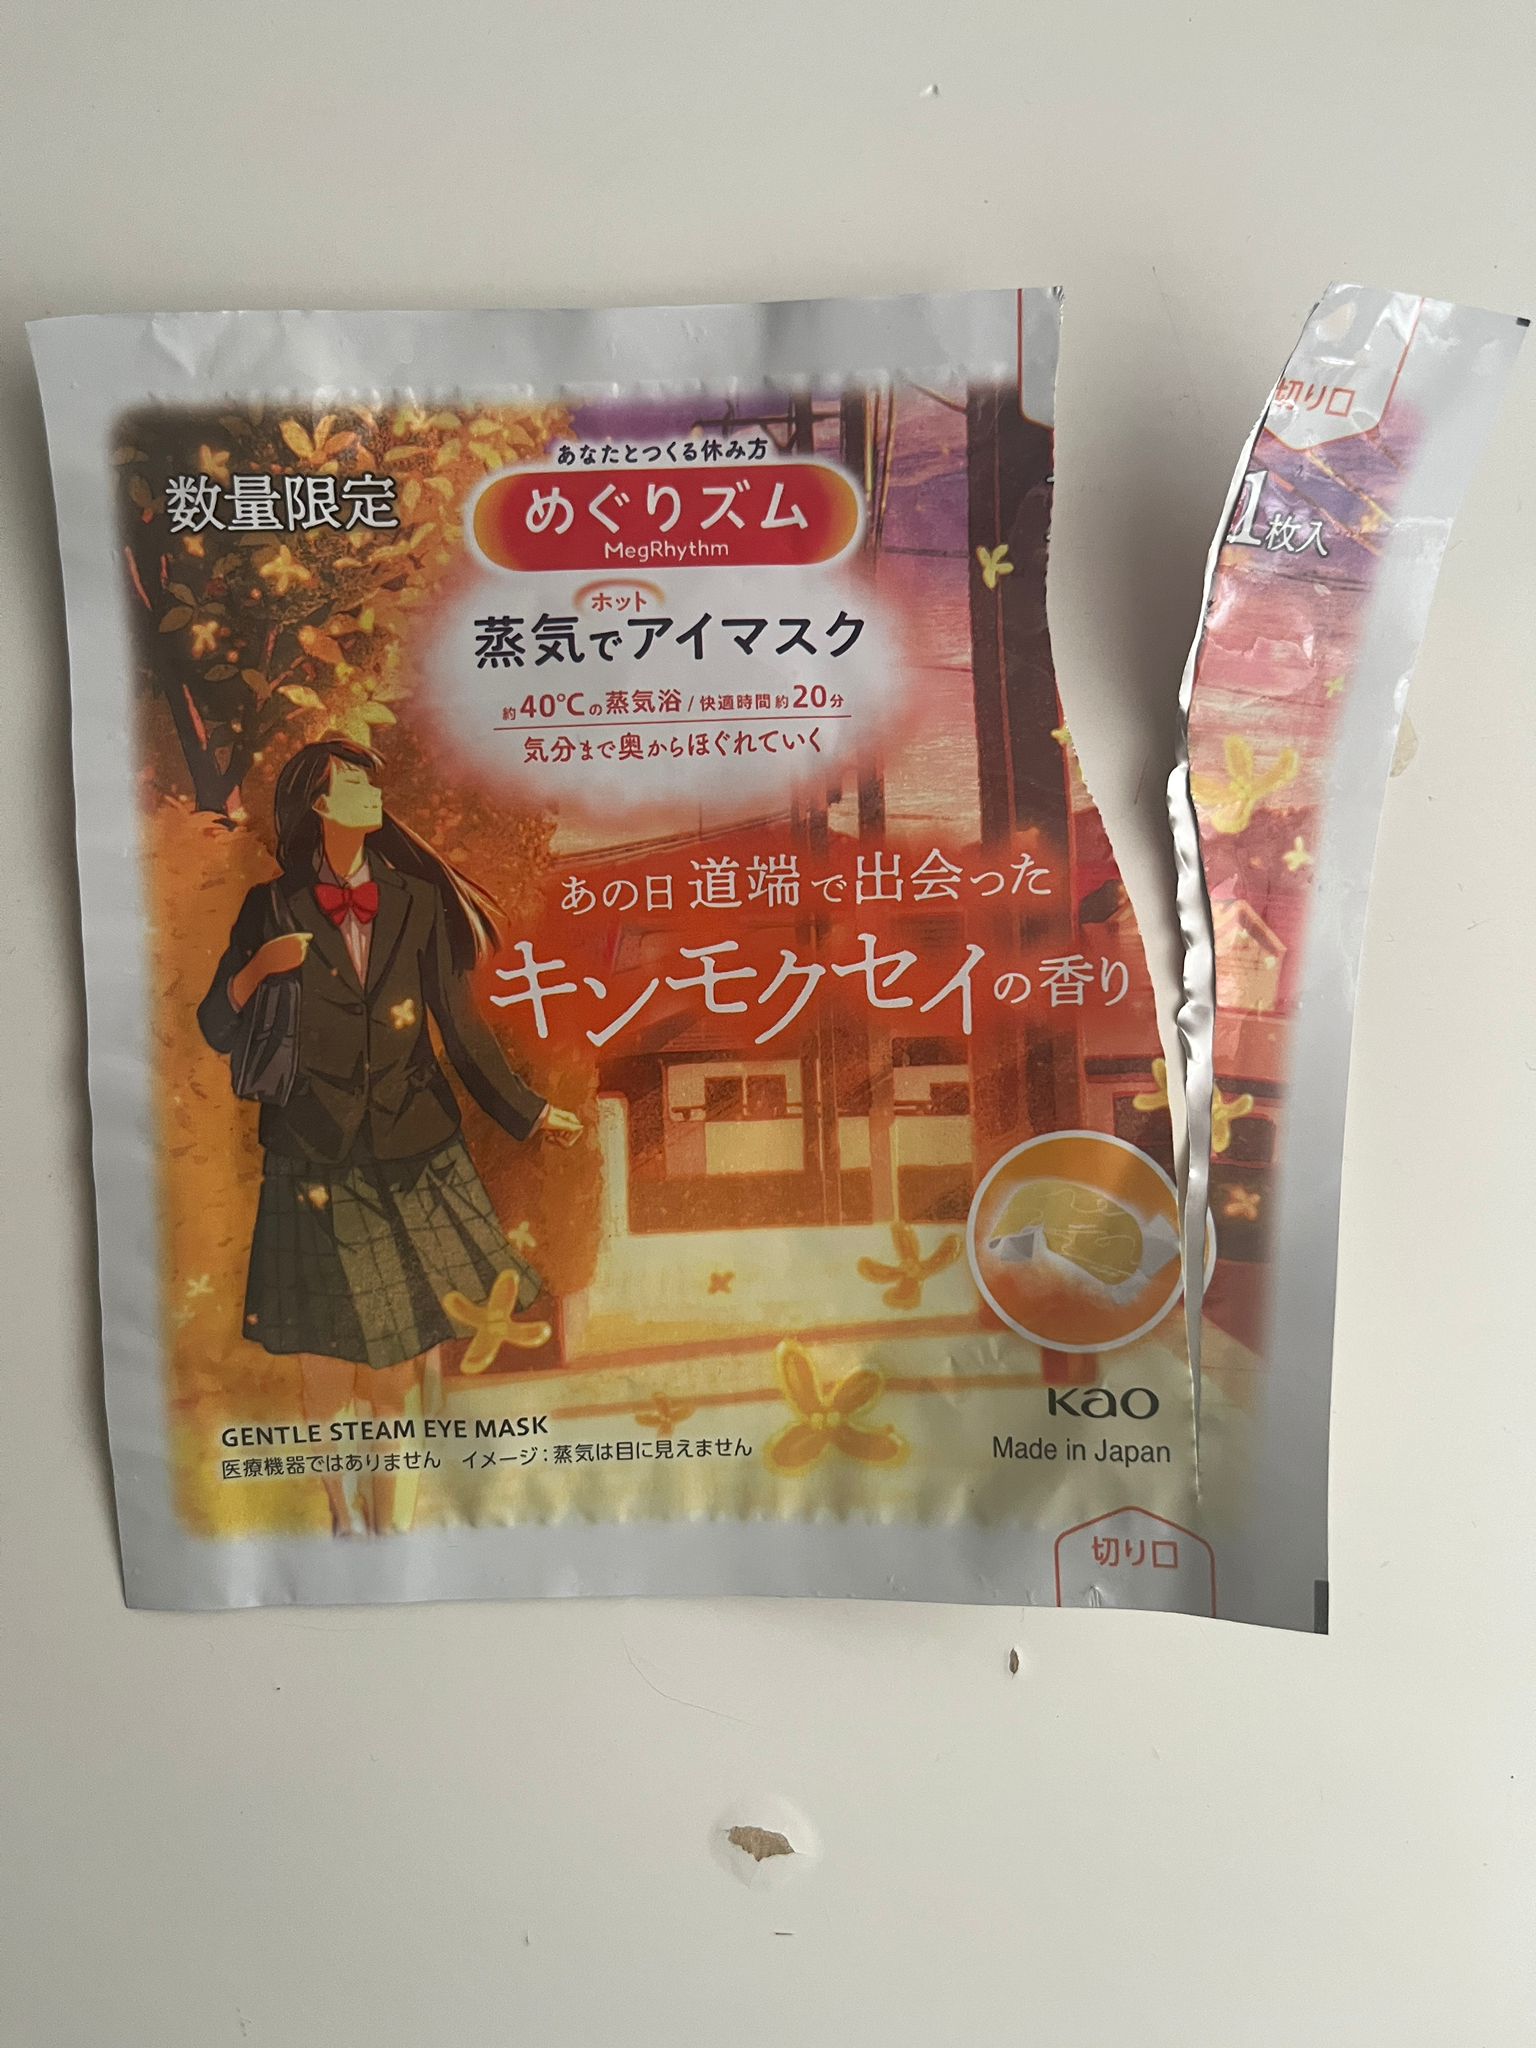 切り口
数量限定
1枚入
あなたとつくる休み方
めぐりズム
MegRhythm
ホット
蒸気でアイマスク
約40℃の蒸気浴/快適時間約20分
気分まで奥からほぐれていく
あの日道端で出会った
キンモクセイの香り
Kao
Made in Japan
GENTLE STEAM EYE MASK
医療機器ではありません イメージ:蒸気は目に見えません
切り口